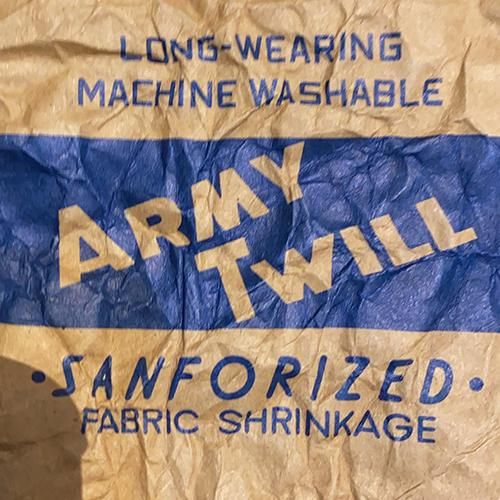 LONG-WEARING
MACHINE WASHABLE
ARMY
TWILL
•SANFORIZED•
FABRIC SHRINKAGE